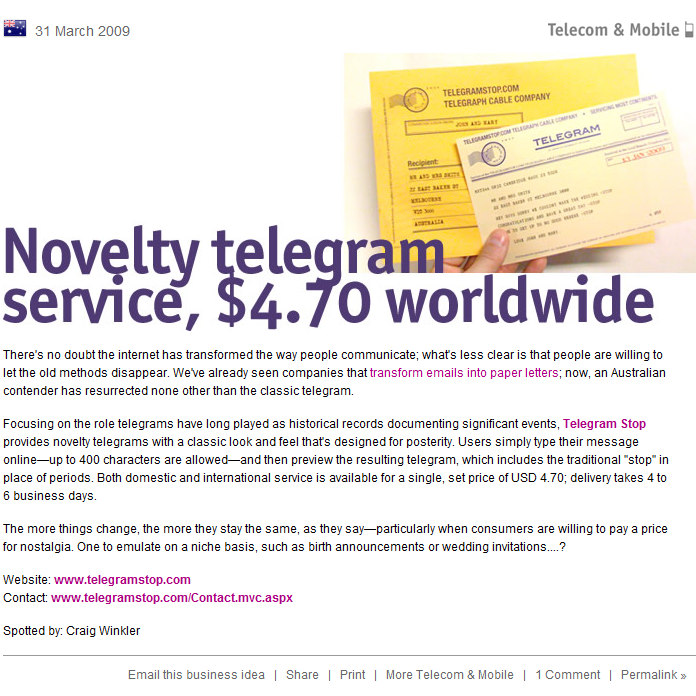 31 March 2009
Telecom & Mobile
TELEGRAMSTOP.COM
TELEGRAPH CABLE COMPANY
JOHN AND MARY
Recipient:
MR AND MRS SMITH
22 EAST BAKER ST
MELBOURNE
VIC 3000
AUSTRALIA
TELEGRAMSTOP.COM TELEGRAPH CABLE COMPANY • SERVICING MOST CONTINENTS
TELEGRAM
MR AND MRS SMITH
LOVE JOHN AND MARY
Novelty telegram
service, $4.70 worldwide
There's no doubt the internet has transformed the way people communicate; what's less clear is that people are willing to
let the old methods disappear. We've already seen companies that transform emails into paper letters; now, an Australian
contender has resurrected none other than the classic telegram.
Focusing on the role telegrams have long played as historical records documenting significant events, Telegram Stop
provides novelty telegrams with a classic look and feel that's designed for posterity. Users simply type their message
online—up to 400 characters are allowed—and then preview the resulting telegram, which includes the traditional "stop" in
place of periods. Both domestic and international service is available for a single, set price of USD 4.70; delivery takes 4 to
6 business days.
The more things change, the more they stay the same, as they say—particularly when consumers are willing to pay a price
for nostalgia. One to emulate on a niche basis, such as birth announcements or wedding invitations....?
Website: www.telegramstop.com
Contact: www.telegramstop.com/Contact.mvc.aspx
Spotted by: Craig Winkler
Email this business idea | Share | Print | More Telecom & Mobile | 1 Comment | Permalink »